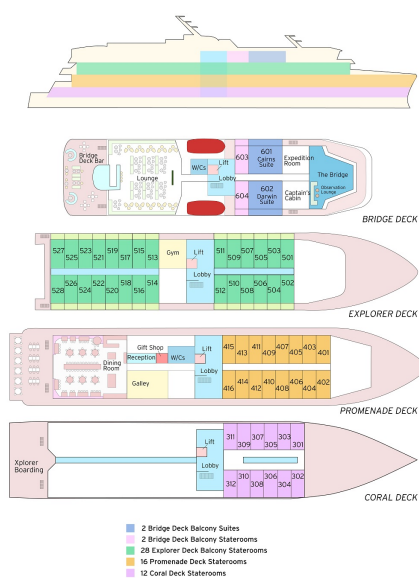 Bridge
Deck Bar
Lounge
W/Cs
Lift
Lobby
603
604
601
Cairns
Suite
602
Darwin
Suite
Expedition
Room
Captain's
Cabin
The Bridge
Observation
Lounge
BRIDGE DECK
527 525 523 521 519 517 515 513
528 526 524 522 520 518 516 514
Gym
Lift
Lobby
511 509 507 505 503 501
512 510 508 506 504 502
EXPLORER DECK
Dining
Room
Gift Shop
Reception
W/Cs
Galley
Lift
Lobby
415 413 411 409 407 405 403 401
416 414 412 410 408 406 404 402
PROMENADE DECK
Xplorer
Boarding
Lift
Lobby
311 309 307 305 303 301
312 310 308 306 304 302
CORAL DECK
2 Bridge Deck Balcony Suites
2 Bridge Deck Balcony Staterooms
28 Explorer Deck Balcony Staterooms
16 Promenade Deck Staterooms
12 Coral Deck Staterooms